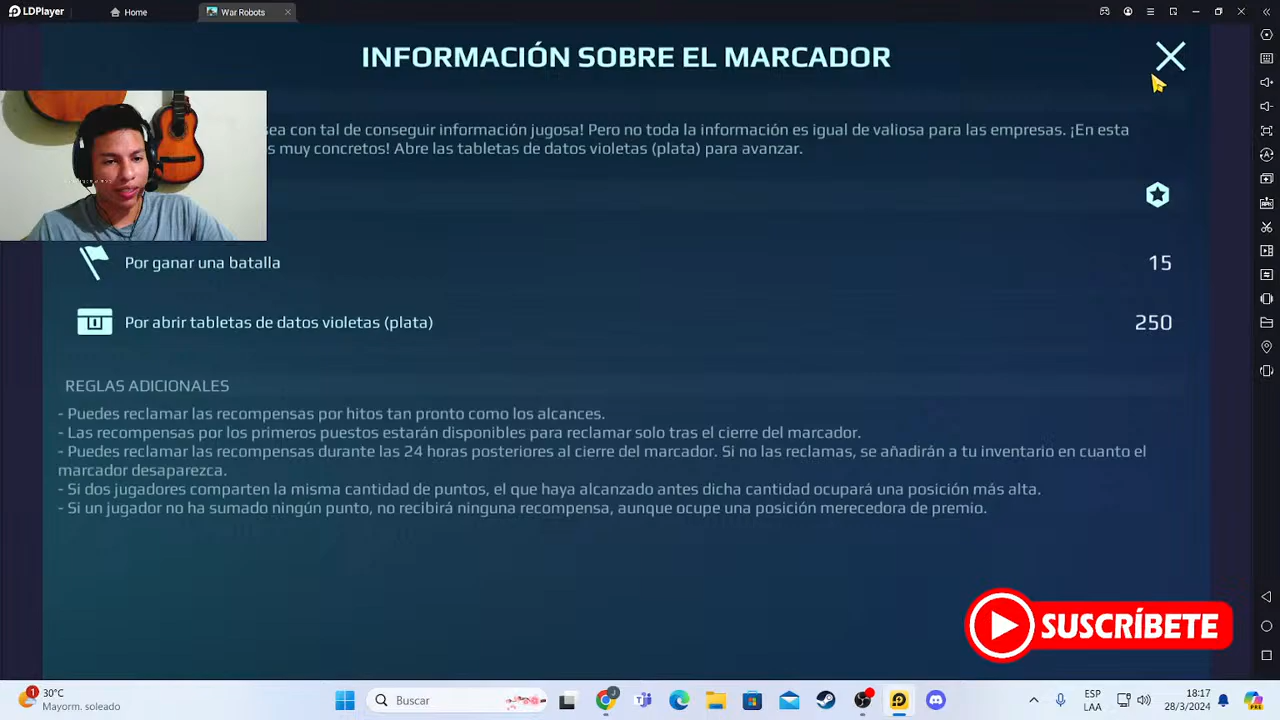 LDPlayer
Home
War Robots
INFORMACIÓN SOBRE EL MARCADOR
sea con tal de conseguir información jugosa! Pero no toda la información es igual de valiosa para las empresas. ¡En esta
s muy concretos! Abre las tabletas de datos violetas (plata) para avanzar.
Por ganar una batalla
15
Por abrir tabletas de datos violetas (plata)
250
REGLAS ADICIONALES
- Puedes reclamar las recompensas por hitos tan pronto como los alcances.
- Las recompensas por los primeros puestos estarán disponibles para reclamar solo tras el cierre del marcador.
- Puedes reclamar las recompensas durante las 24 horas posteriores al cierre del marcador. Si no las reclamas, se añadirán a tu inventario en cuanto el
marcador desaparezca.
- Si dos jugadores comparten la misma cantidad de puntos, el que haya alcanzado antes dicha cantidad ocupará una posición más alta.
- Si un jugador no ha sumado ningún punto, no recibirá ninguna recompensa, aunque ocupe una posición merecedora de premio.
SUSCRÍBETE
1
30°C
Mayorm. soleado
Buscar
ESP
LAA
18:17
28/3/2024
PRE